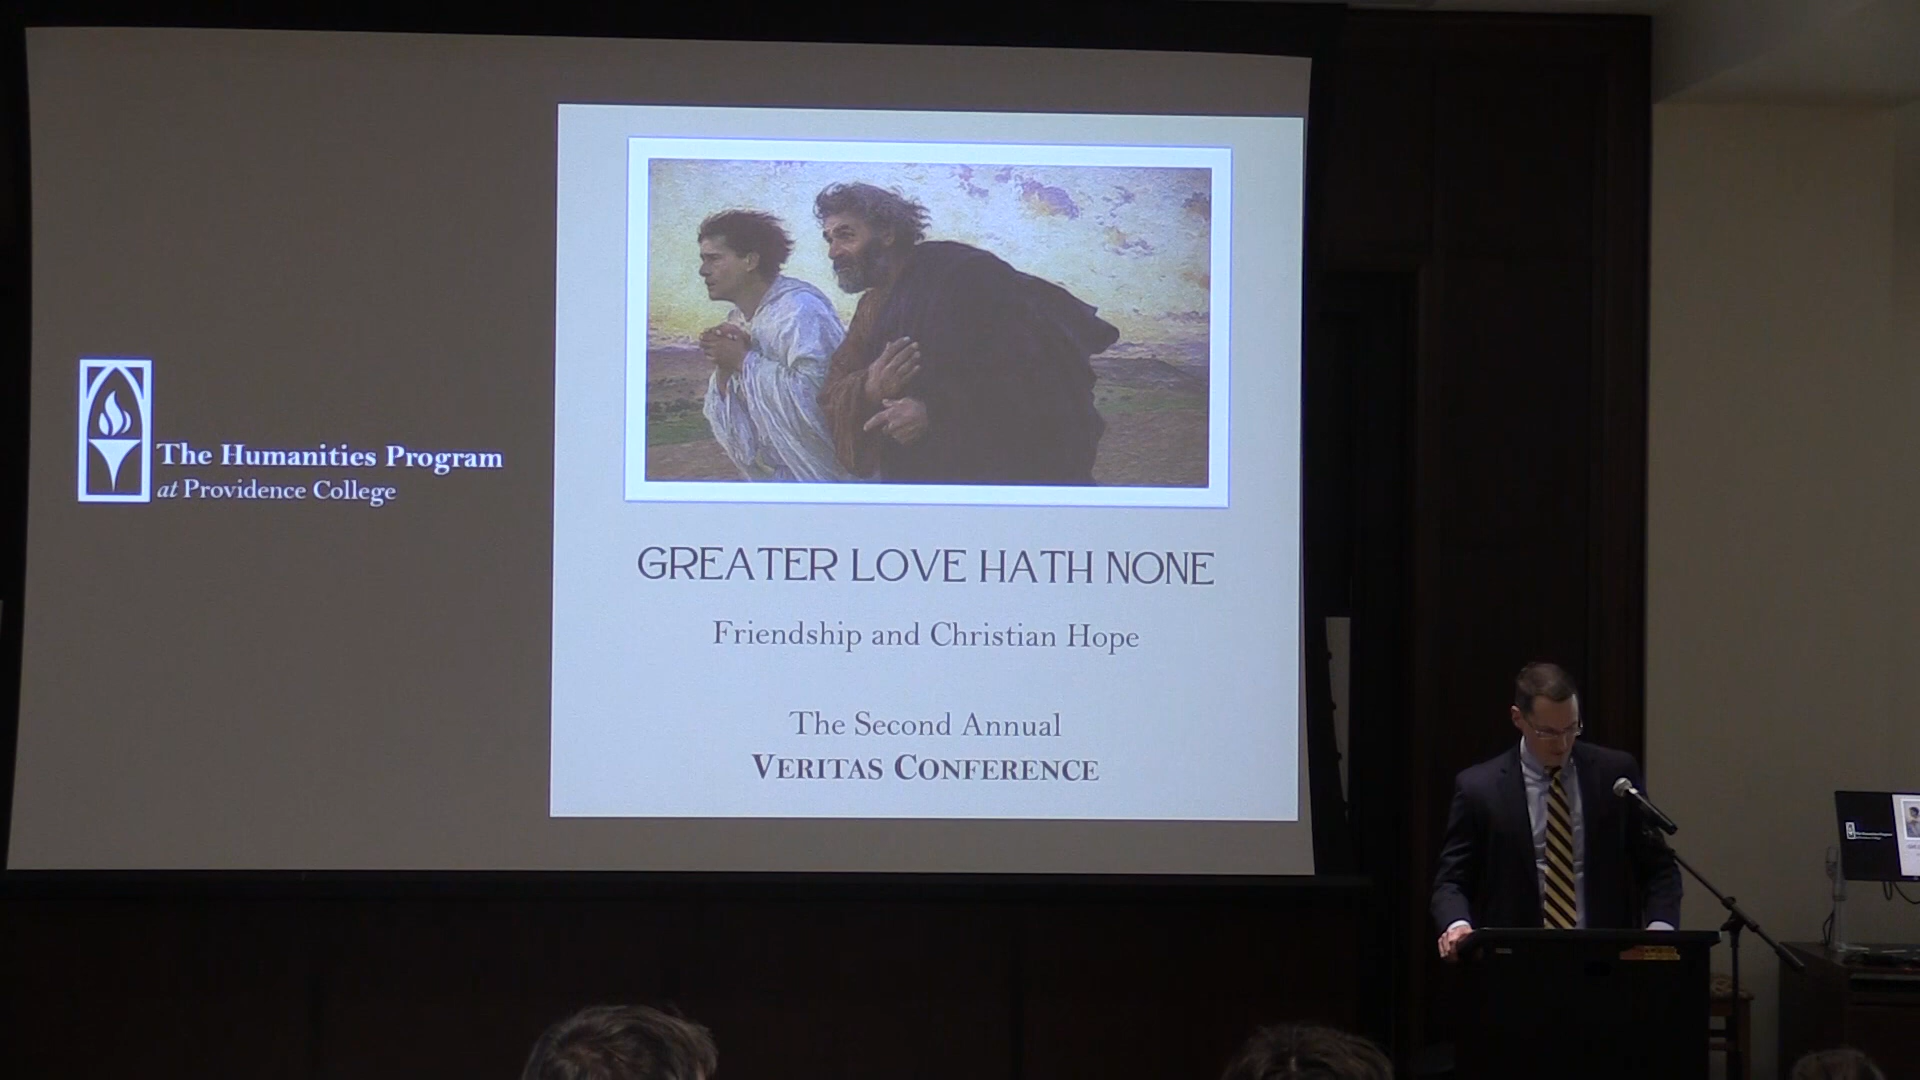 The Humanities Program
at Providence College
GREATER LOVE HATH NONE
Friendship and Christian Hope
The Second Annual
VERITAS CONFERENCE